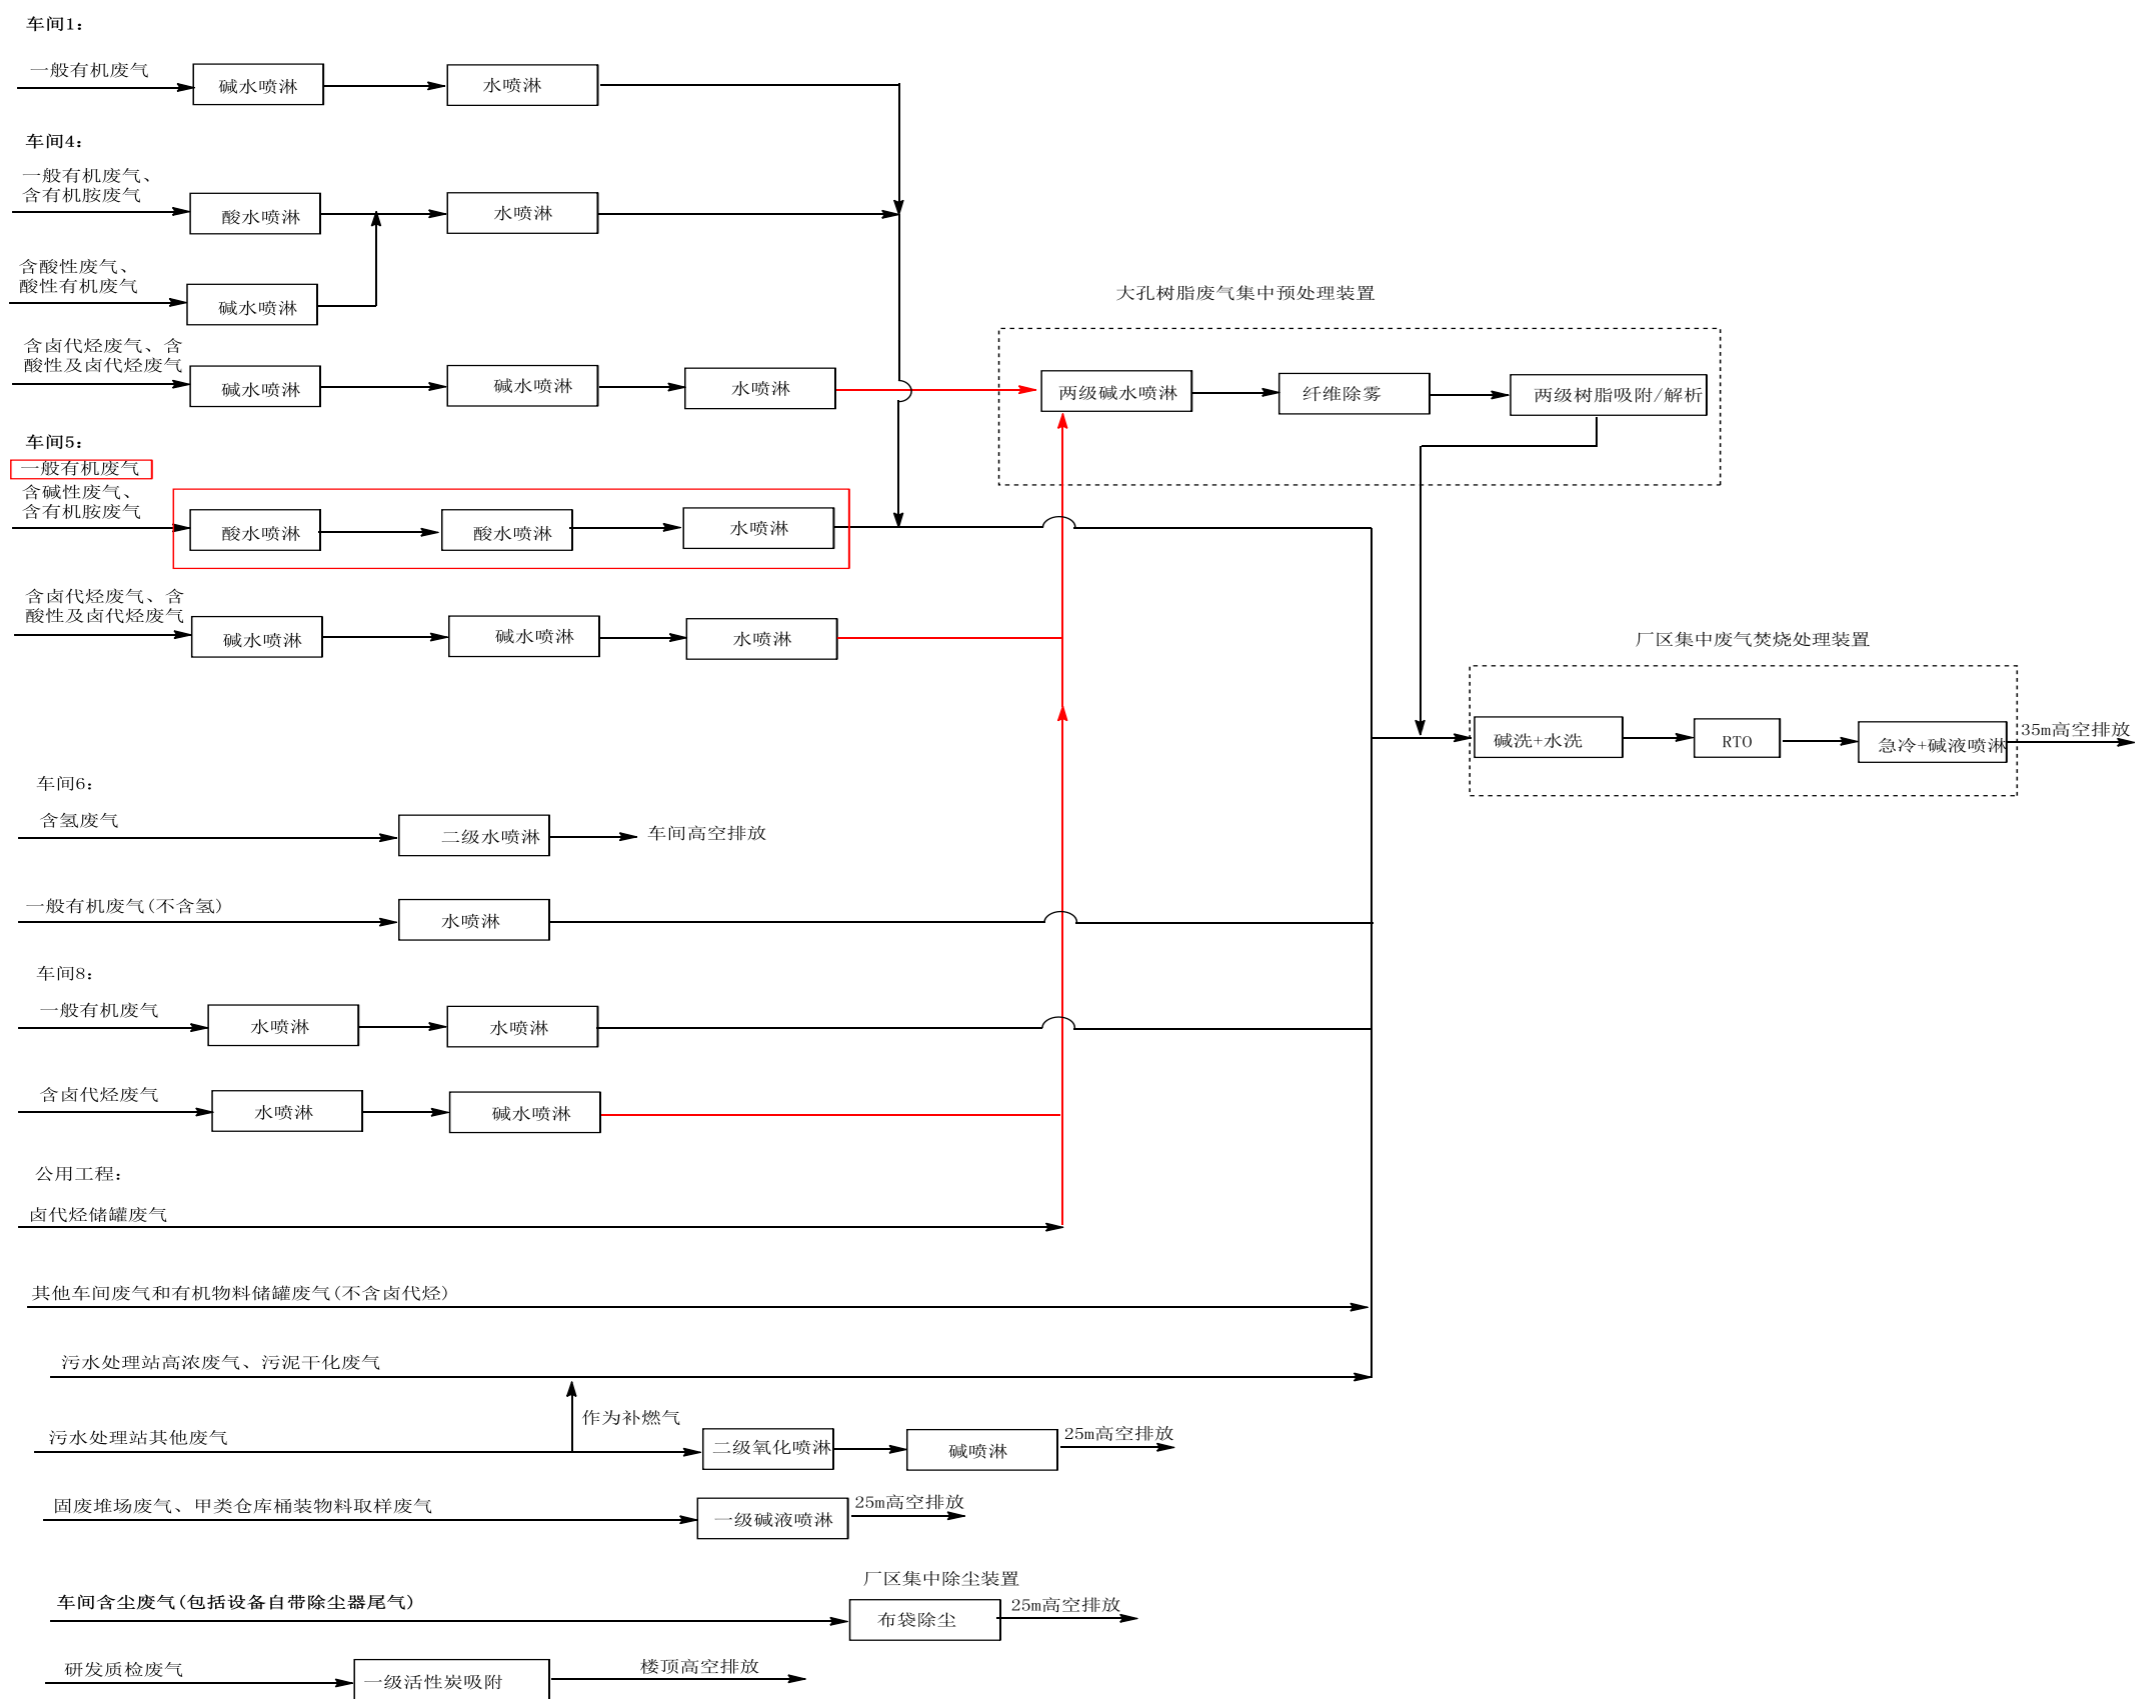 车间1：
一般有机废气
碱水喷淋
水喷淋
车间4：
一般有机废气、
含有机胺废气
酸水喷淋
水喷淋
含酸性废气、
酸性有机废气
碱水喷淋
大孔树脂废气集中预处理装置
含卤代烃废气、含
酸性及卤代烃废气
碱水喷淋
碱水喷淋
水喷淋
两级碱水喷淋
纤维除雾
两级树脂吸附/解析
车间5：
一般有机废气
含碱性废气、
含有机胺废气
酸水喷淋
酸水喷淋
水喷淋
含卤代烃废气、含
酸性及卤代烃废气
碱水喷淋
碱水喷淋
水喷淋
厂区集中废气焚烧处理装置
碱洗+水洗
RTO
急冷+碱液喷淋
35m高空排放
车间6：
含氢废气
二级水喷淋
车间高空排放
一般有机废气(不含氢)
水喷淋
车间8：
一般有机废气
水喷淋
水喷淋
含卤代烃废气
水喷淋
碱水喷淋
公用工程：
卤代烃储罐废气
其他车间废气和有机物料储罐废气(不含卤代烃)
污水处理站高浓废气、污泥干化废气
作为补燃气
污水处理站其他废气
二级氧化喷淋
碱喷淋
25m高空排放
固废堆场废气、甲类仓库桶装物料取样废气
一级碱液喷淋
25m高空排放
厂区集中除尘装置
车间含尘废气(包括设备自带除尘器尾气)
布袋除尘
25m高空排放
研发质检废气
一级活性炭吸附
楼顶高空排放